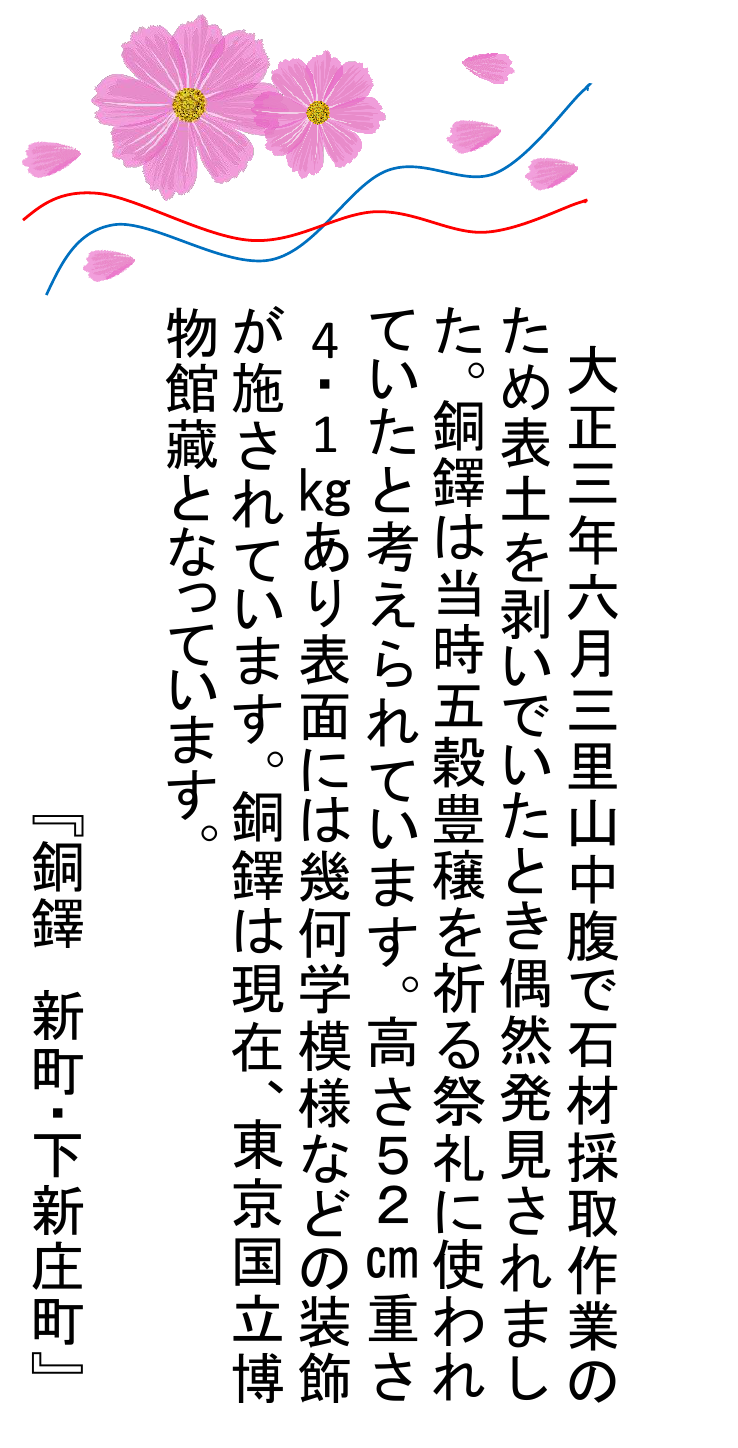 大正三年六月三里山中腹で石材採取作業の
ため表土を剥いでいたとき偶然発見されまし
た。銅鐸は当時五穀豊穣を祈る祭礼に使われ
ていたと考えられています。高さ５２㎝重さ
４・１㎏あり表面には幾何学模様などの装飾
が施されています。銅鐸は現在、東京国立博
物館藏となっています。
『銅鐸　新町・下新庄町』